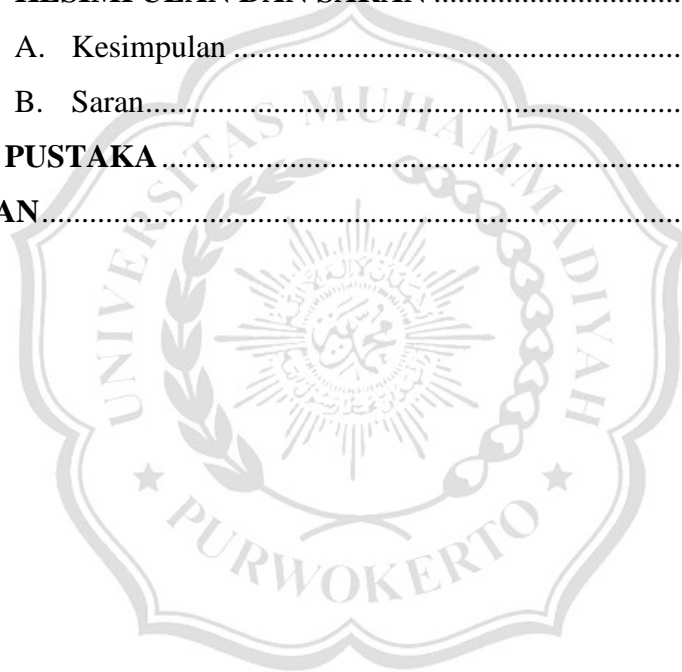 KESIMPULAN DAN SARAN ................................
A. Kesimpulan ................................................................
B. Saran................................................................
PUSTAKA ................................................................
AN................................................................
UNIVERSITAS MUHAMMADIYAH
PURWOKERTO